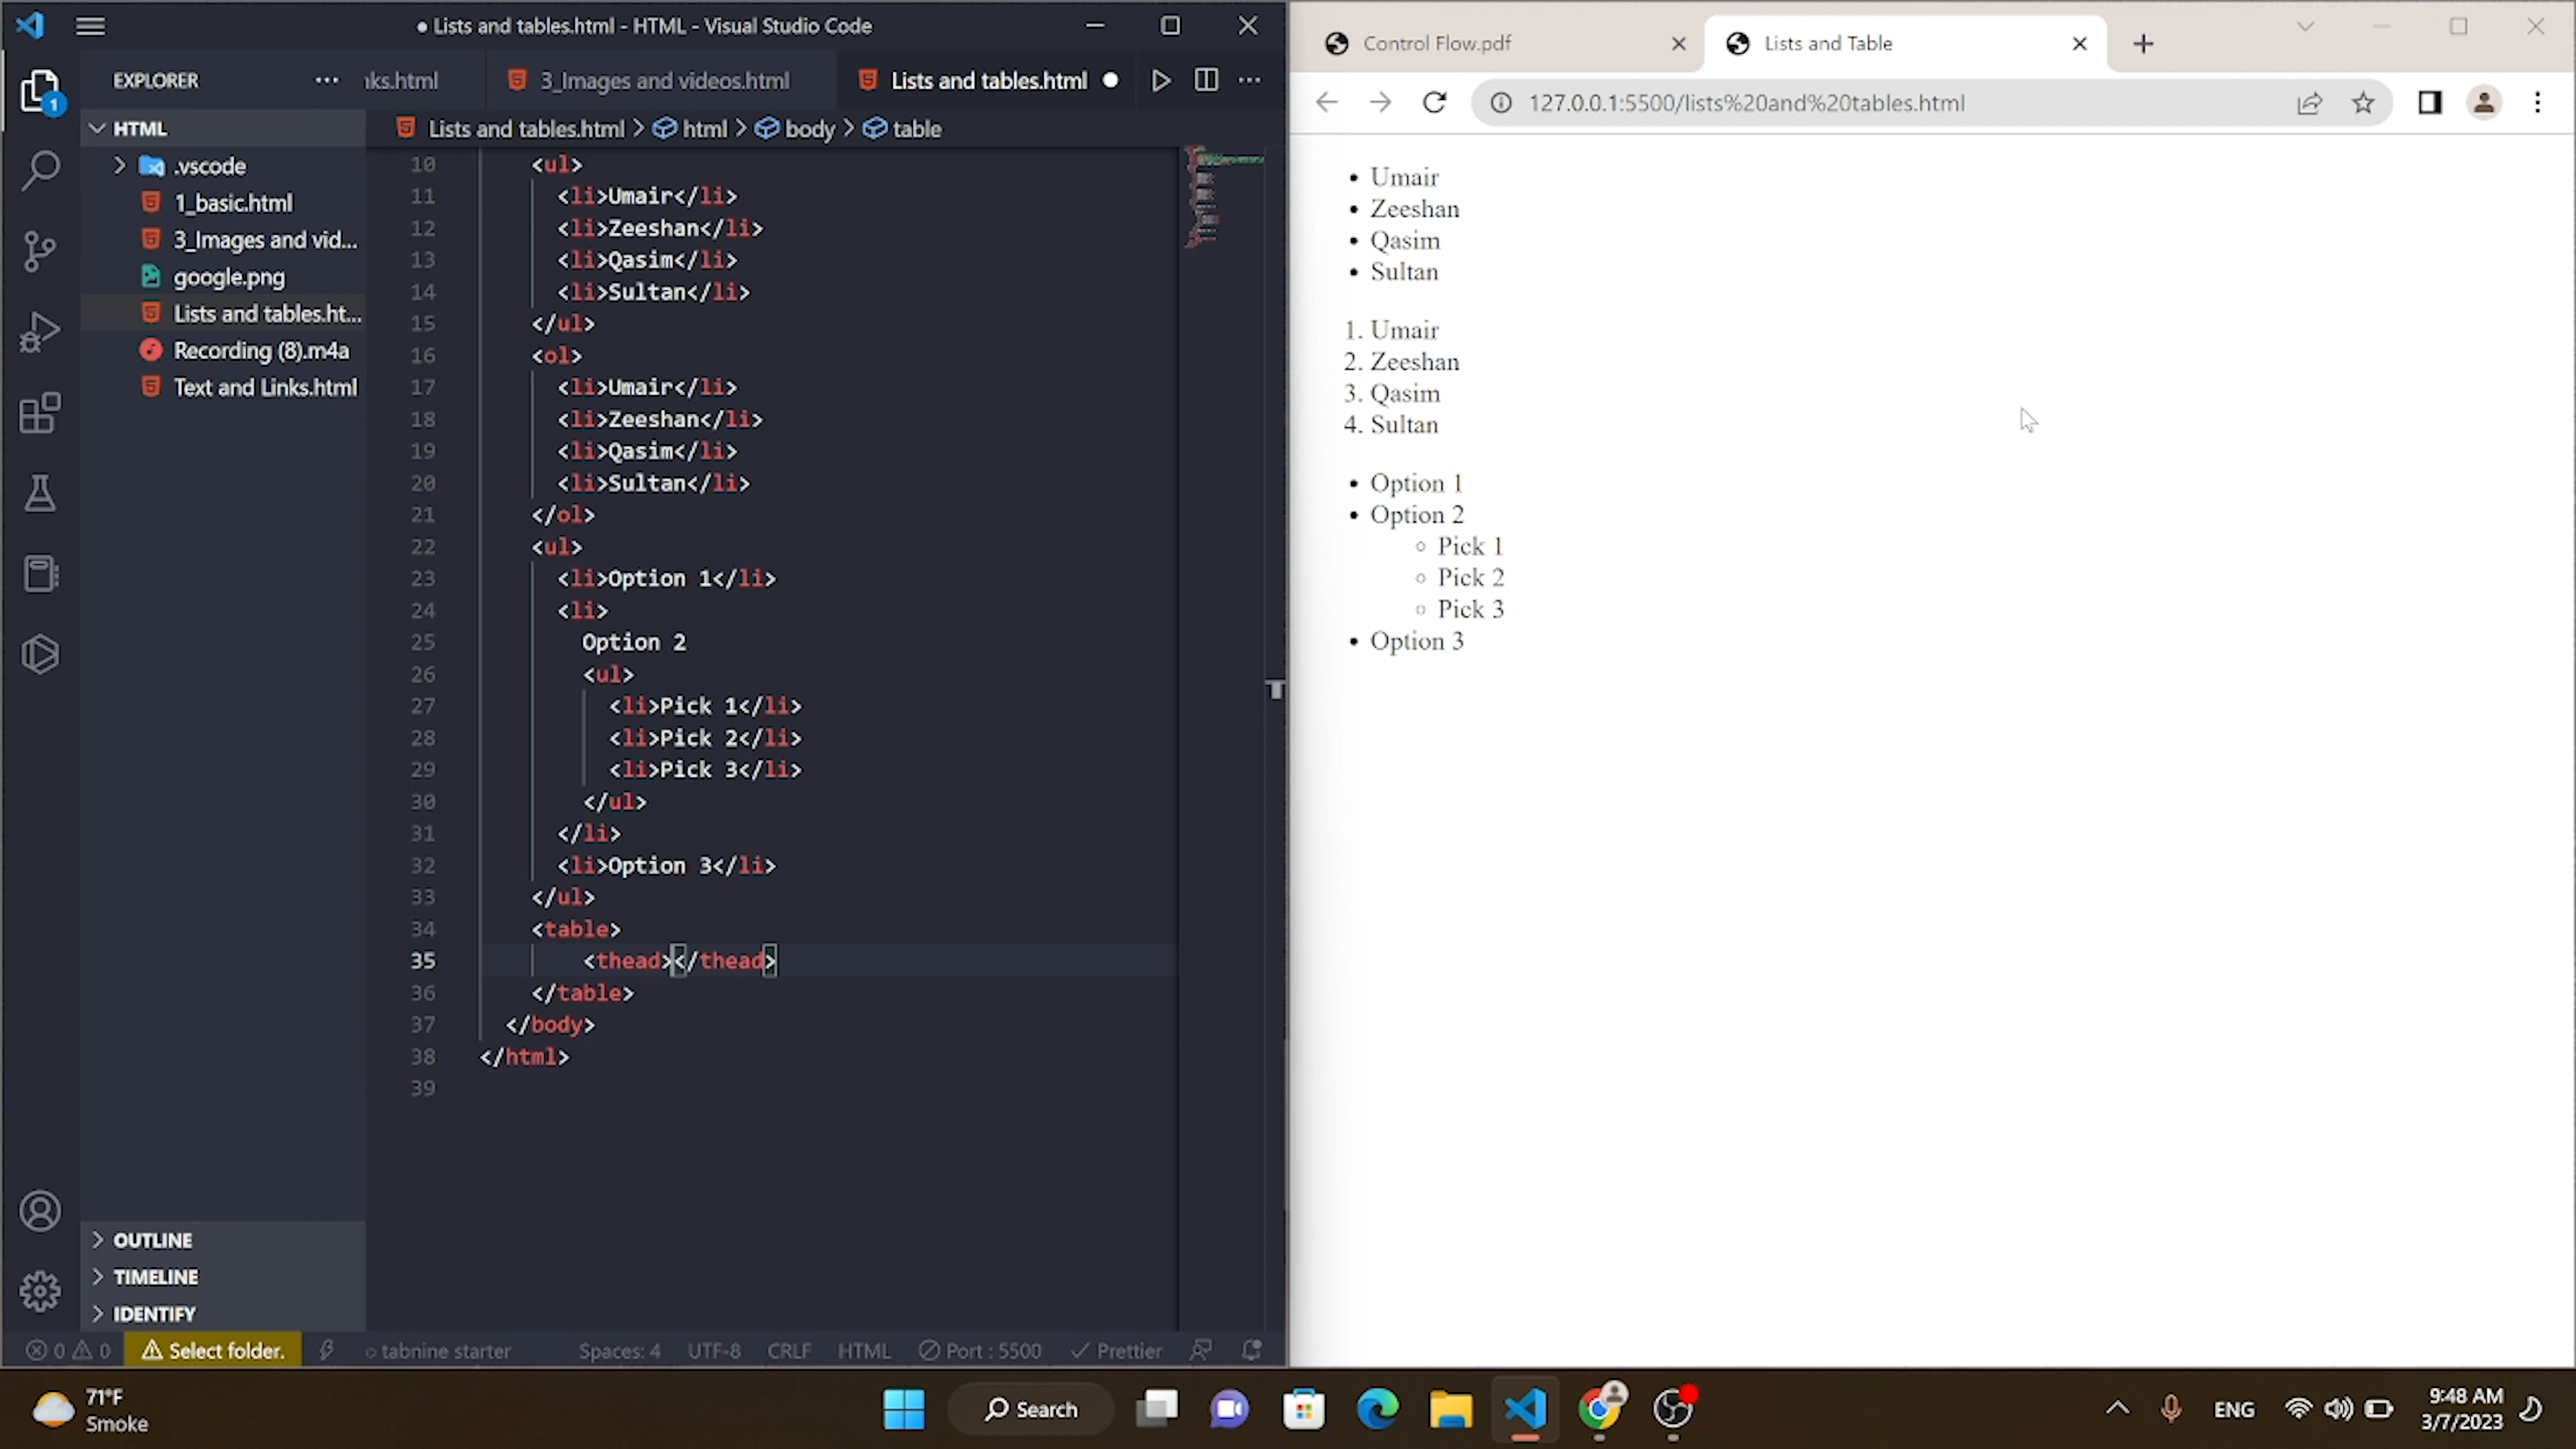 Lists and tables.html - HTML - Visual Studio Code
EXPLORER
1
HTML
.vscode
1_basic.html
3_Images and vid...
google.png
Lists and tables.ht...
Recording (8).m4a
Text and Links.html
OUTLINE
TIMELINE
IDENTIFY
ıks.html
3_Images and videos.html
Lists and tables.html
Lists and tables.html > html > body > table
10 <ul>
11 <li>Umair</li>
12 <li>Zeeshan</li>
13 <li>Qasim</li>
14 <li>Sultan</li>
15 </ul>
16 <ol>
17 <li>Umair</li>
18 <li>Zeeshan</li>
19 <li>Qasim</li>
20 <li>Sultan</li>
21 </ol>
22 <ul>
23 <li>Option 1</li>
24 <li>
25 Option 2
26 <ul>
27 <li>Pick 1</li>
28 <li>Pick 2</li>
29 <li>Pick 3</li>
30 </ul>
31 </li>
32 <li>Option 3</li>
33 </ul>
34 <table>
35 <thead></thead>
36 </table>
37 </body>
38 </html>
39
0 0 Select folder. tabnine starter Spaces: 4 UTF-8 CRLF HTML Port : 5500 Prettier
Control Flow.pdf
Lists and Table
127.0.0.1:5500/lists%20and%20tables.html
• Umair
• Zeeshan
• Qasim
• Sultan
1. Umair
2. Zeeshan
3. Qasim
4. Sultan
• Option 1
• Option 2
○ Pick 1
○ Pick 2
○ Pick 3
• Option 3
71°F
Smoke
Search
ENG
9:48 AM
3/7/2023